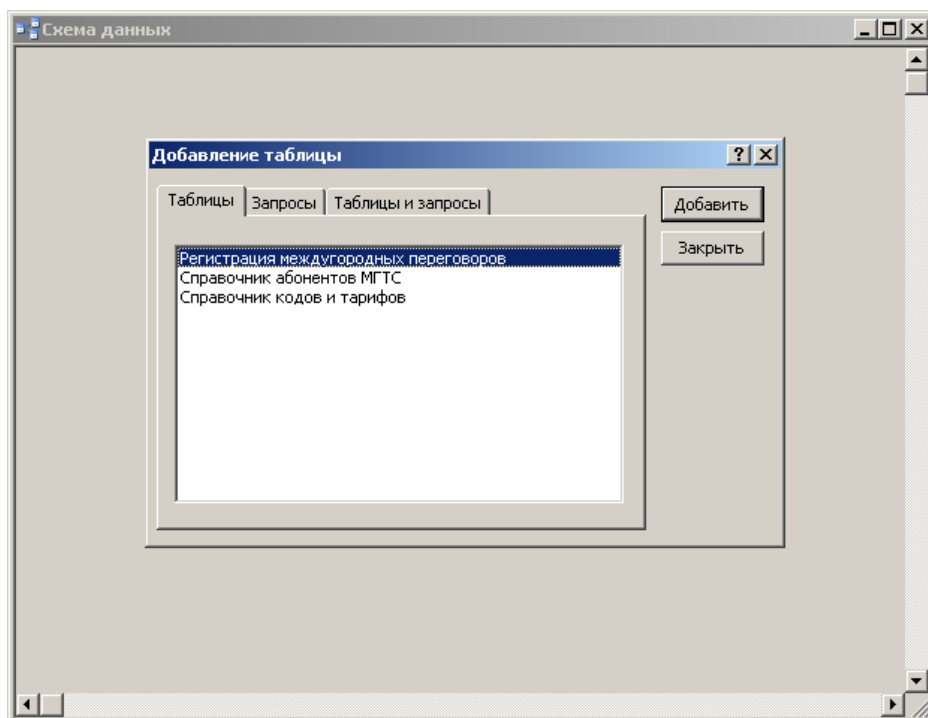 Схема данных
Добавление таблицы
Таблицы Запросы Таблицы и запросы
Добавить
Закрыть
Регистрация междугородных переговоров
Справочник абонентов МГТС
Справочник кодов и тарифов